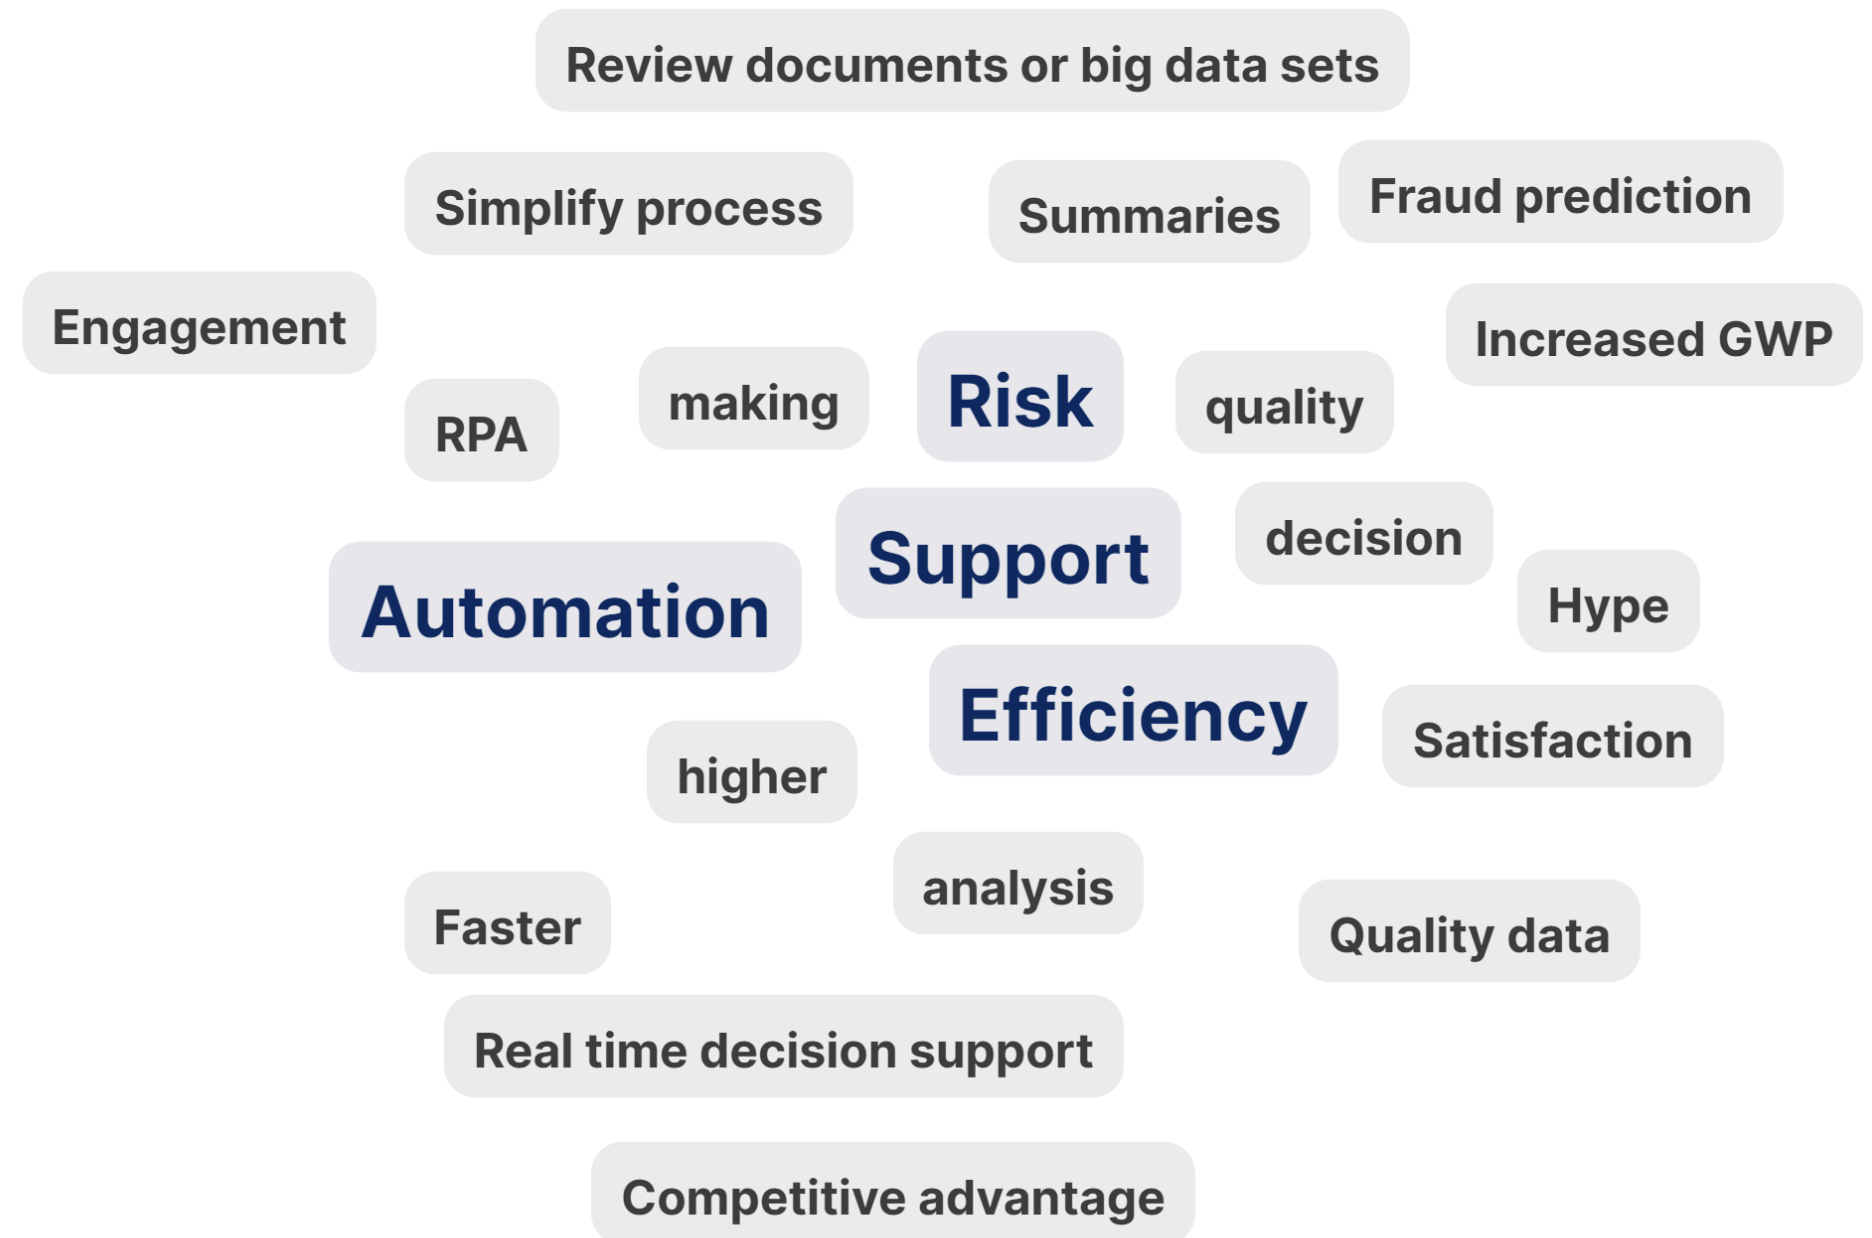 Review documents or big data sets
Simplify process
Summaries
Fraud prediction
Engagement
Increased GWP
RPA
making
Risk
quality
Support
decision
Automation
Hype
Efficiency
Satisfaction
higher
analysis
Faster
Quality data
Real time decision support
Competitive advantage